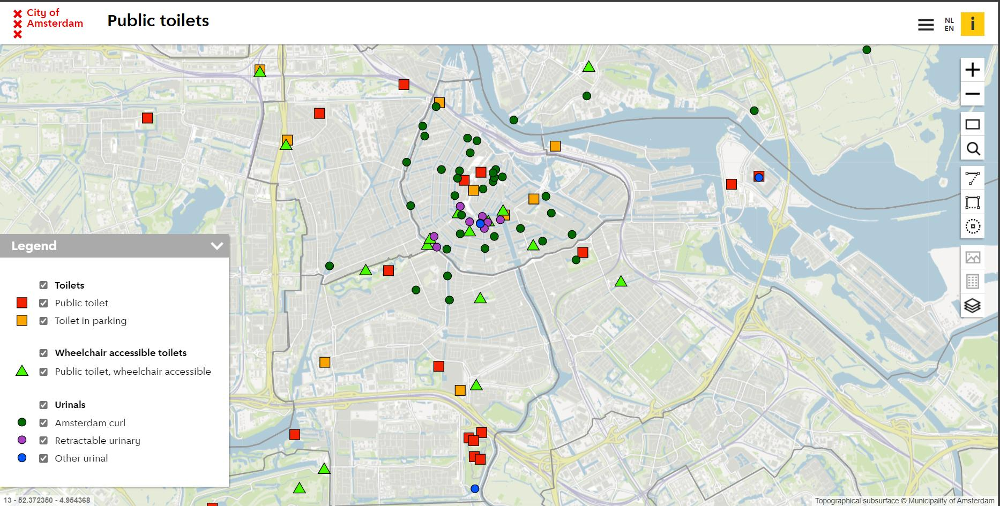 City of
Amsterdam
Public toilets
NL
EN
i
Legend
Toilets
Public toilet
Toilet in parking
Wheelchair accessible toilets
Public toilet, wheelchair accessible
Urinals
Amsterdam curl
Retractable urinary
Other urinal
13 - 52.372350 - 4.954368
Topographical subsurface © Municipality of Amsterdam